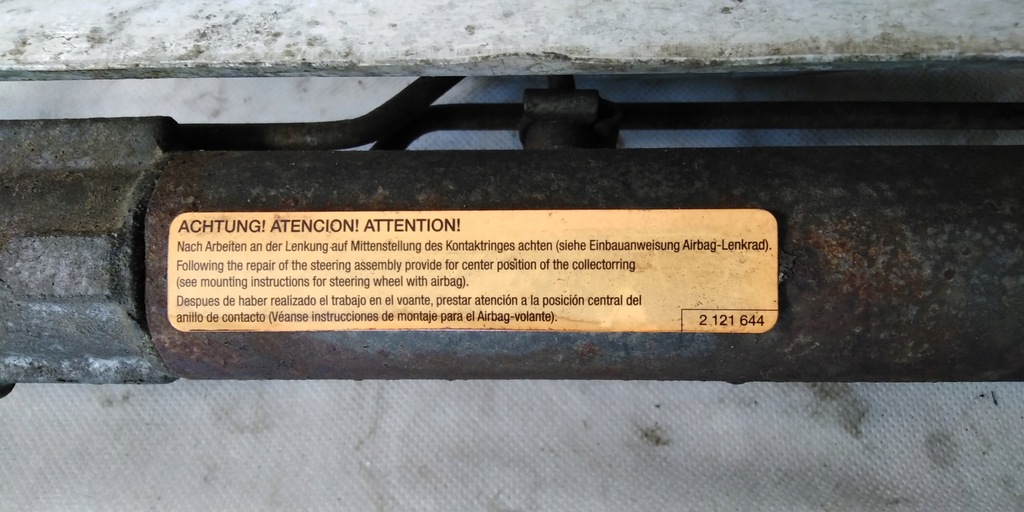 ACHTUNG! ATENCION! ATTENTION!
Nach Arbeiten an der Lenkung auf Mittenstellung des Kontaktringes achten (siehe Einbauanweisung Airbag-Lenkrad).
Following the repair of the steering assembly provide for center position of the collectorring
(see mounting instructions for steering wheel with airbag).
Despues de haber realizado el trabajo en el voante, prestar atención a la posición central del
anillo de contacto (Véanse instrucciones de montaje para el Airbag-volante).
2 121 644